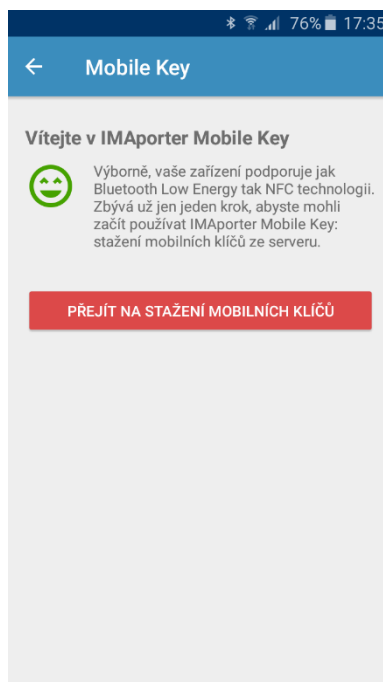 76% 17:35
Mobile Key
Vítejte v IMAporter Mobile Key
Výborně, vaše zařízení podporuje jak
Bluetooth Low Energy tak NFC technologii.
Zbývá už jen jeden krok, abyste mohli
začít používat IMAporter Mobile Key:
stažení mobilních klíčů ze serveru.
PŘEJÍT NA STAŽENÍ MOBILNÍCH KLÍČŮ